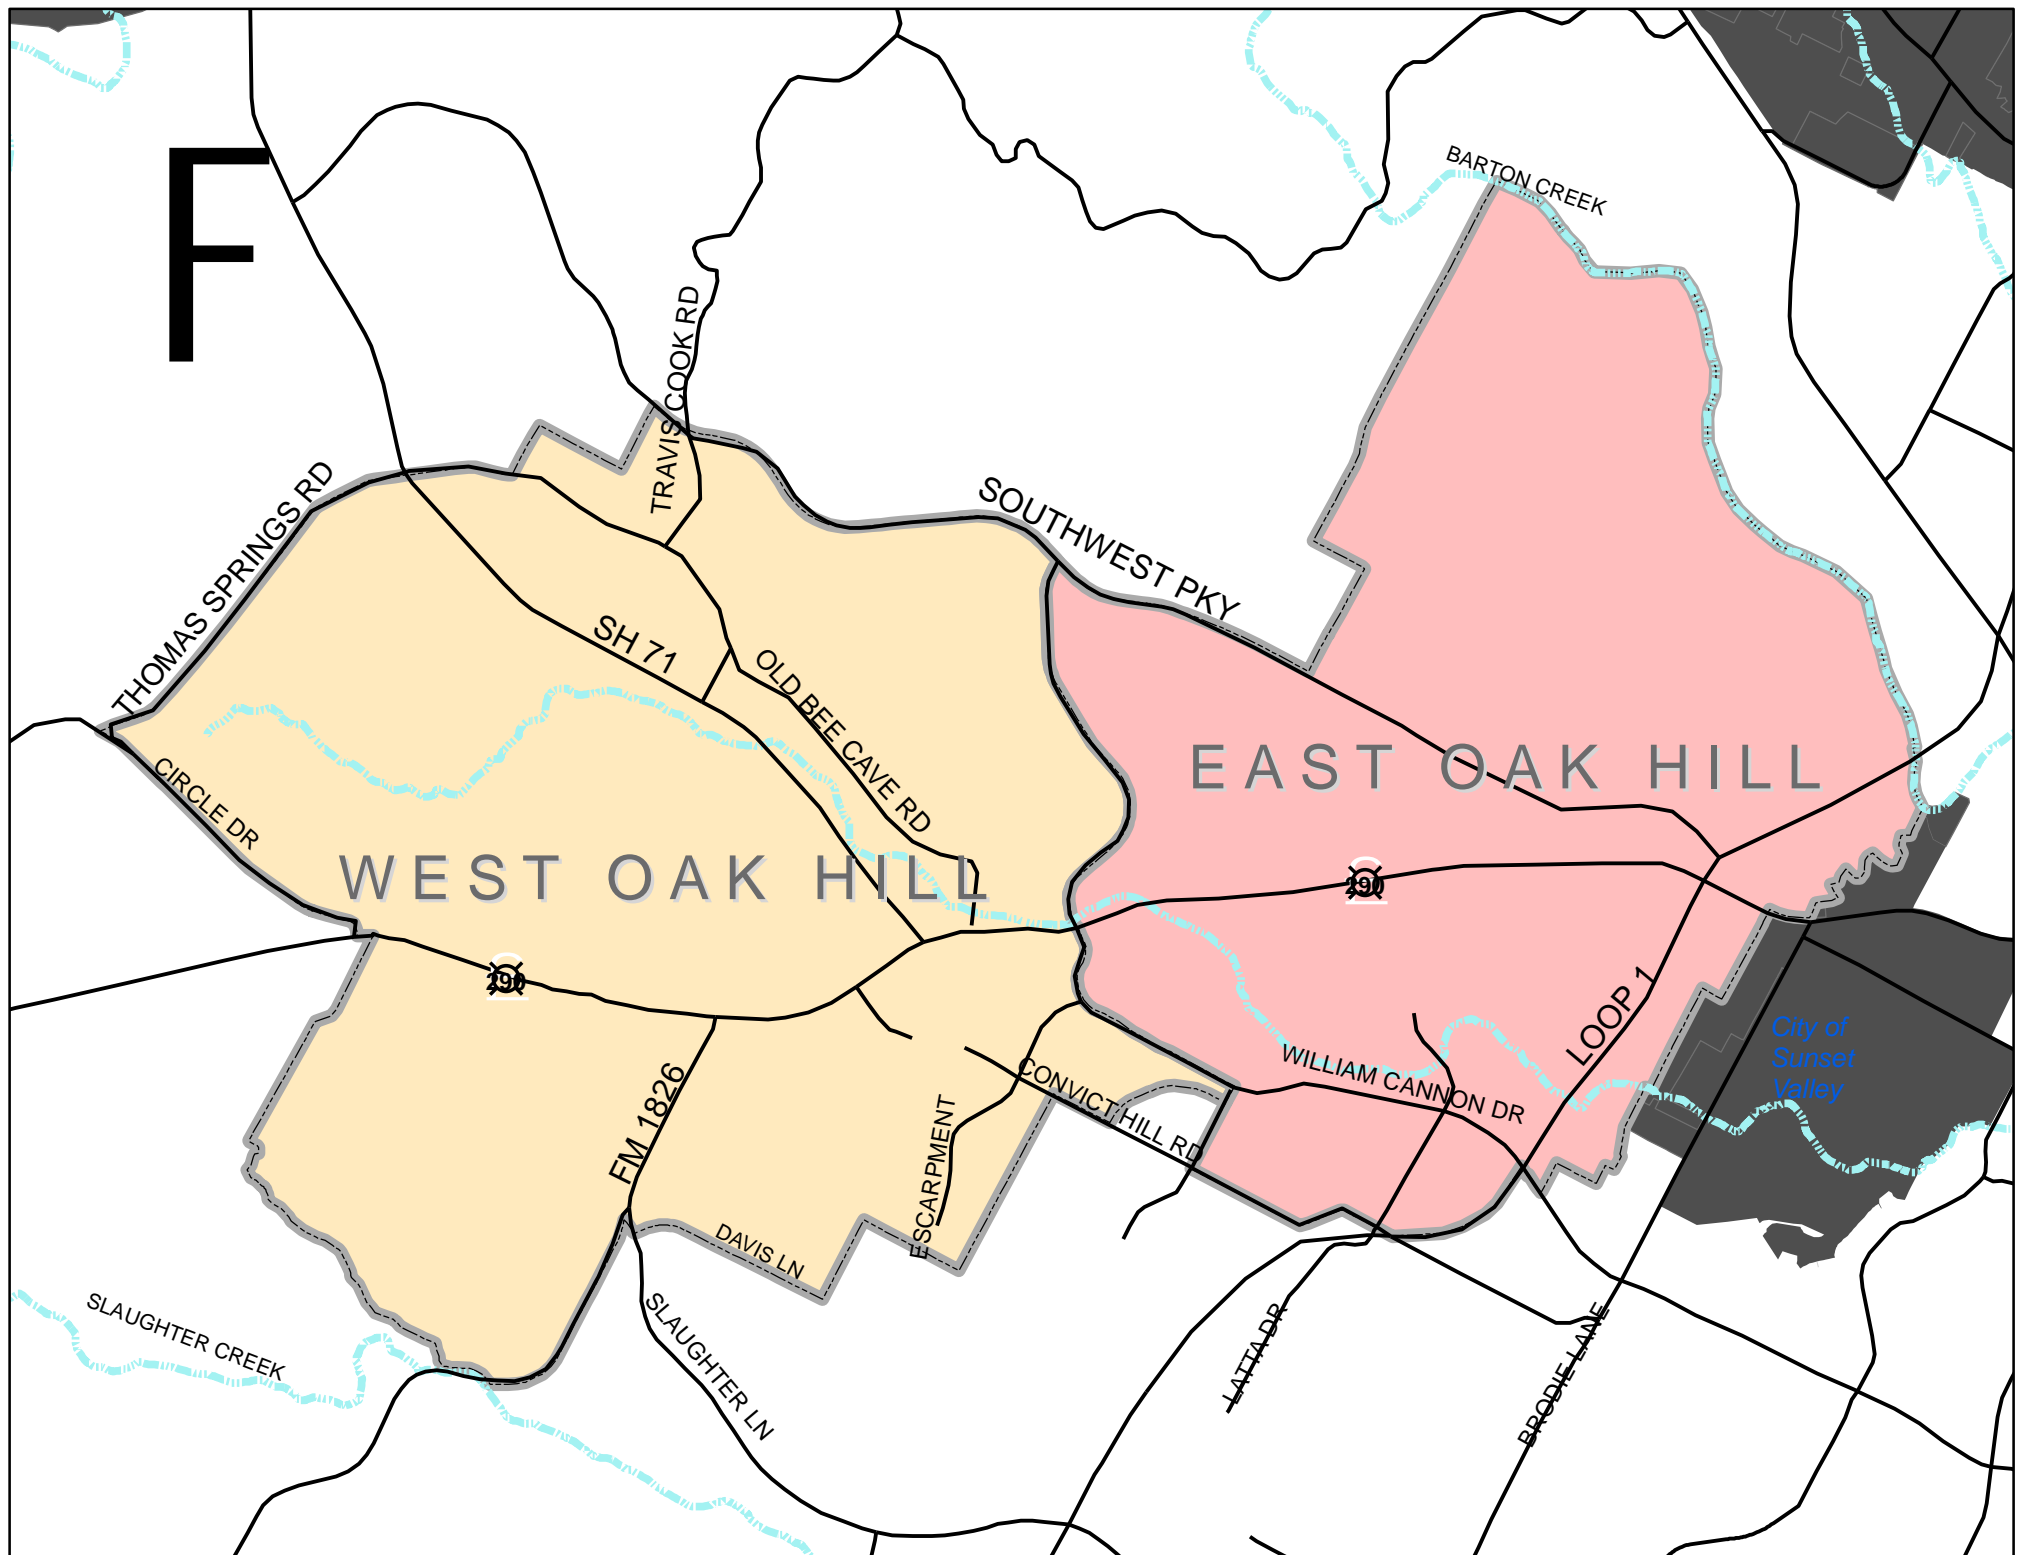 F
BARTON CREEK
TRAVIS COOK RD
THOMAS SPRINGS RD
SOUTHWEST PKY
SH 71
OLD BEE CAVE RD
EAST OAK HILL
CIRCLE DR
WEST OAK HILL
290
290
LOOP 1
City of
Sunset
Valley
WILLIAM CANNON DR
CONVICT HILL RD
FM 1826
ESCARPMENT
DAVIS LN
SLAUGHTER CREEK
SLAUGHTER LN
LATTA DR
BRODIE LANE